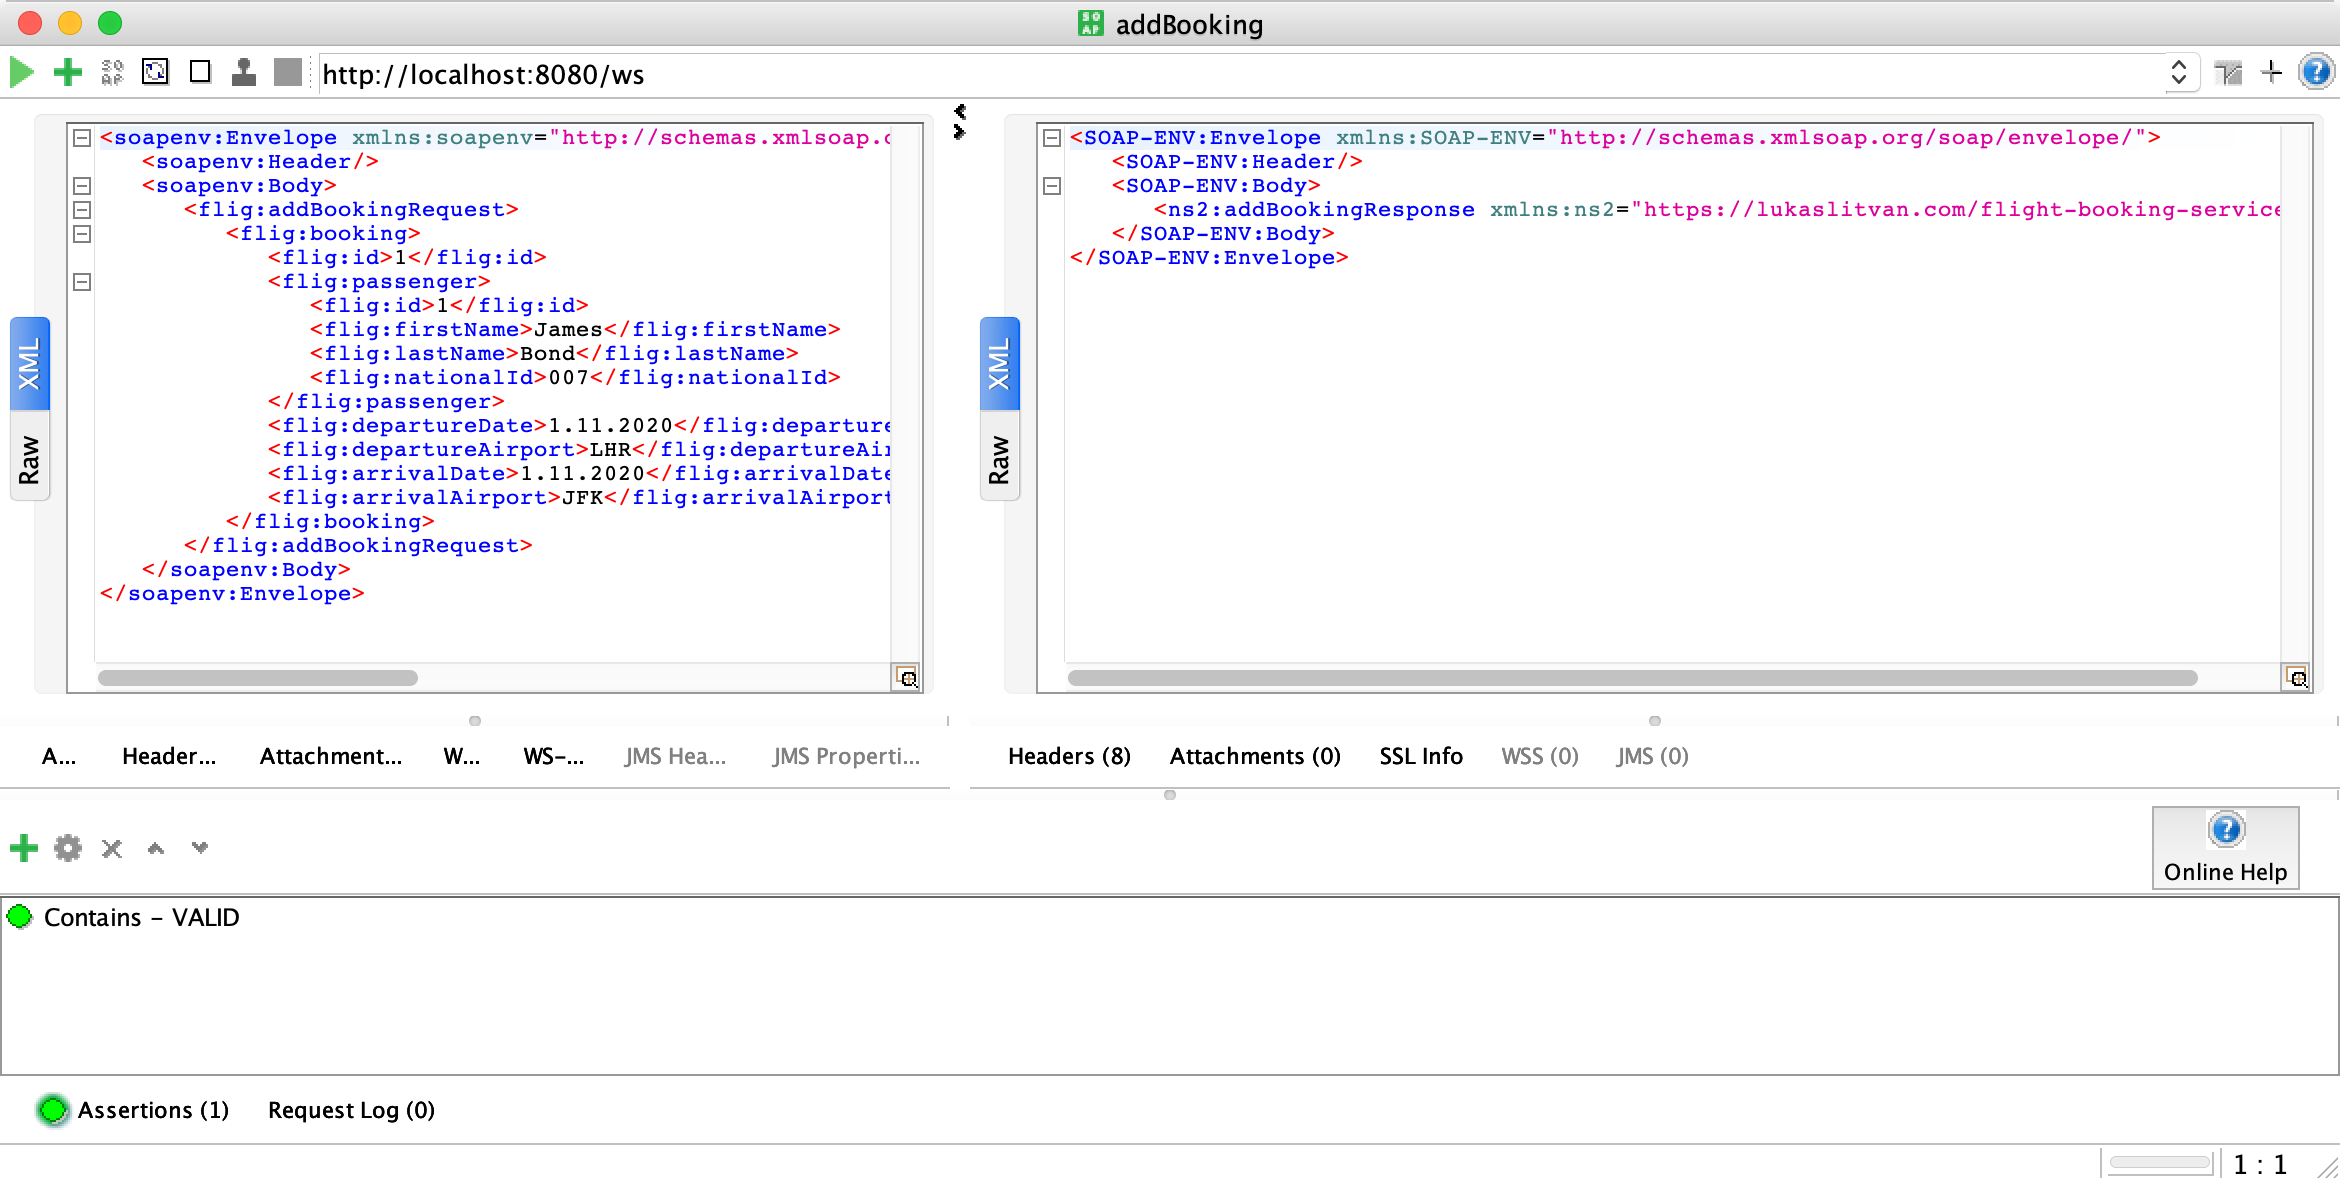 addBooking
http://localhost:8080/ws
<soapenv:Envelope xmlns:soapenv="http://schemas.xmlsoap.
<soapenv:Header/>
<soapenv:Body>
<flig:addBookingRequest>
<flig:booking>
<flig:id>1</flig:id>
<flig:passenger>
<flig:id>1</flig:id>
<flig:firstName>James</flig:firstName>
<flig:lastName>Bond</flig:lastName>
<flig:nationalId>007</flig:nationalId>
</flig:passenger>
<flig:departureDate>1.11.2020</flig:departure
<flig:departureAirport>LHR</flig:departureAi
<flig:arrivalDate>1.11.2020</flig:arrivalDate
<flig:arrivalAirport>JFK</flig:arrivalAirport
</flig:booking>
</flig:addBookingRequest>
</soapenv:Body>
</soapenv:Envelope>
XML
Raw
<SOAP-ENV:Envelope xmlns:SOAP-ENV="http://schemas.xmlsoap.org/soap/envelope/">
<SOAP-ENV:Header/>
<SOAP-ENV:Body>
<ns2:addBookingResponse xmlns:ns2="https://lukaslitvan.com/flight-booking-service
</SOAP-ENV:Body>
</SOAP-ENV:Envelope>
XML
Raw
A... Header... Attachment... W... WS-... JMS Hea... JMS Properti...
Headers (8) Attachments (0) SSL Info WSS (0) JMS (0)
Online Help
Contains - VALID
Assertions (1) Request Log (0)
1 : 1